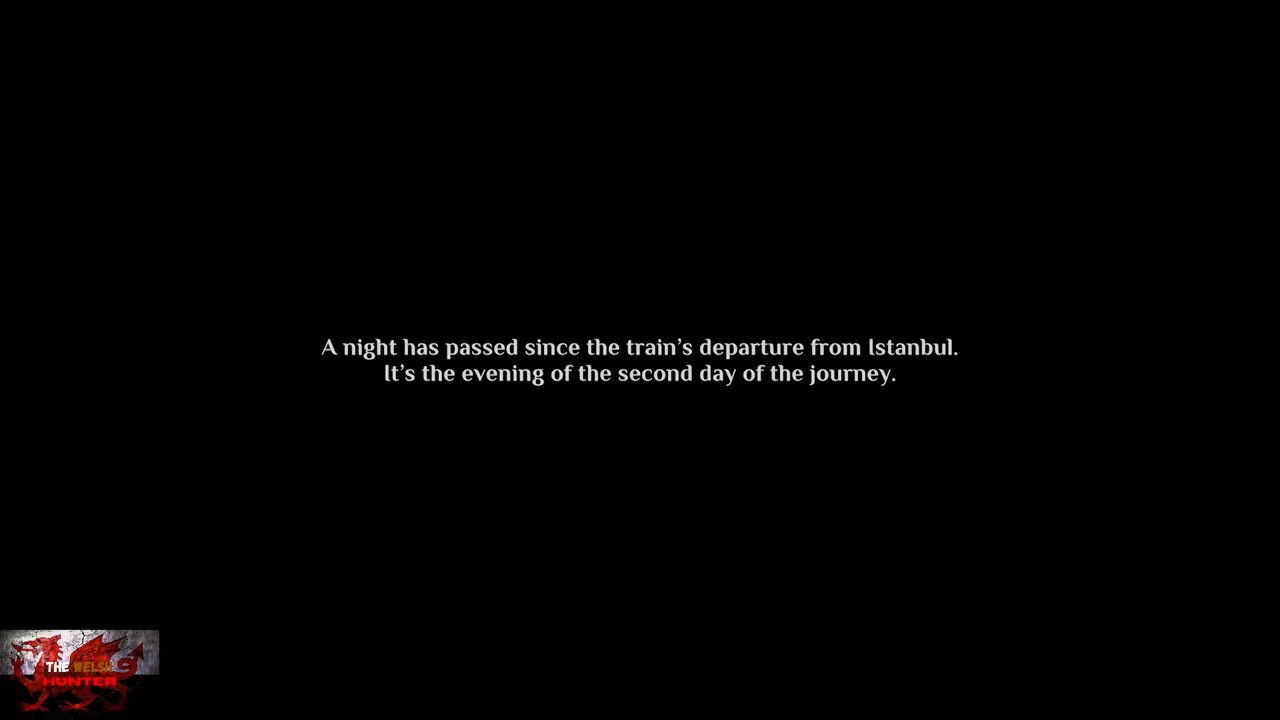 A night has passed since the train's departure from Istanbul.
It's the evening of the second day of the journey.
THE WELSH
HUNTER